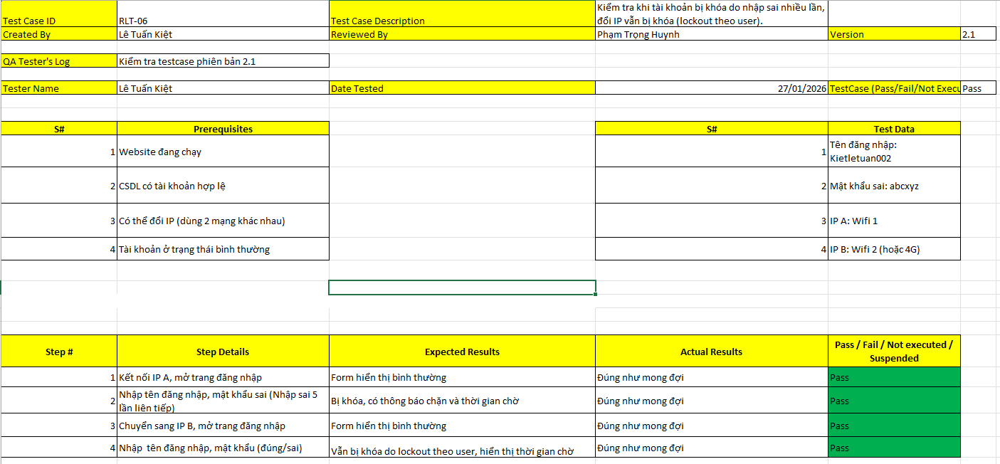 Kiểm tra khi tài khoản bị khóa do nhập sai nhiều lần,
Test Case ID RLT-06 Test Case Description đổi IP vẫn bị khóa (lockout theo user).
Created By Lê Tuấn Kiệt Reviewed By Phạm Trọng Huynh Version 2.1
QA Tester's Log Kiểm tra testcase phiên bản 2.1
Tester Name Lê Tuấn Kiệt Date Tested 27/01/2026 TestCase (Pass/Fail/Not Execu Pass
S# Prerequisites S# Test Data
1 Website đang chạy 1 Tên đăng nhập:
Kietletuan002
2 CSDL có tài khoản hợp lệ 2 Mật khẩu sai: abcxyz
3 Có thể đổi IP (dùng 2 mạng khác nhau) 3 IP A: Wifi 1
4 Tài khoản ở trạng thái bình thường 4 IP B: Wifi 2 (hoặc 4G)
Step # Step Details Expected Results Actual Results Pass / Fail / Not executed /
Suspended
1 Kết nối IP A, mở trang đăng nhập Form hiển thị bình thường Đúng như mong đợi Pass
2 Nhập tên đăng nhập, mật khẩu sai (Nhập sai 5
lần liên tiếp) Bị khóa, có thông báo chặn và thời gian chờ Đúng như mong đợi Pass
3 Chuyển sang IP B, mở trang đăng nhập Form hiển thị bình thường Đúng như mong đợi Pass
4 Nhập tên đăng nhập, mật khẩu (đúng/sai) Vẫn bị khóa do lockout theo user, hiển thị thời gian chờ Đúng như mong đợi Pass